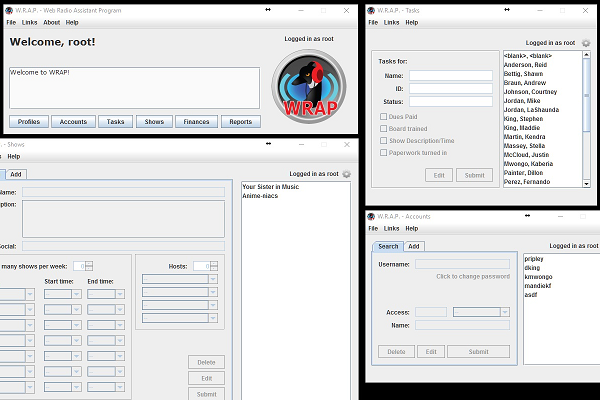 W.R.A.P. - Web Radio Assistant Program
File Links About Help
Welcome, root!
Logged in as root
Welcome to WRAP!
WRAP
Profiles Accounts Tasks Shows Finances Reports
W.R.A.P. - Tasks
File Links Help
Logged in as root
Tasks for:
Name:
ID:
Status:
Dues Paid
Board trained
Show Description/Time
Paperwork turned in
Edit Submit
<blank>, <blank>
Anderson, Reid
Bettig, Shawn
Braun, Andrew
Johnson, Courtney
Jordan, Mike
Jordan, LaShaunda
King, Stephen
King, Maddie
Martin, Kendra
Massey, Stella
McCloud, Justin
Mwongo, Kaberia
Painter, Dillon
Perez, Fernando
. - Shows
s Help
Add
Logged in as root
Name:
ption:
Social:
many shows per week: 0
Start time: End time:
Hosts: 0
Delete
Edit
Submit
Your Sister in Music
Anime-niacs
W.R.A.P. - Accounts
File Links Help
Search Add
Logged in as root
Username:
Click to change password
Access:
Name:
Delete Edit Submit
pripley
dking
kmwongo
mandiekf
asdf